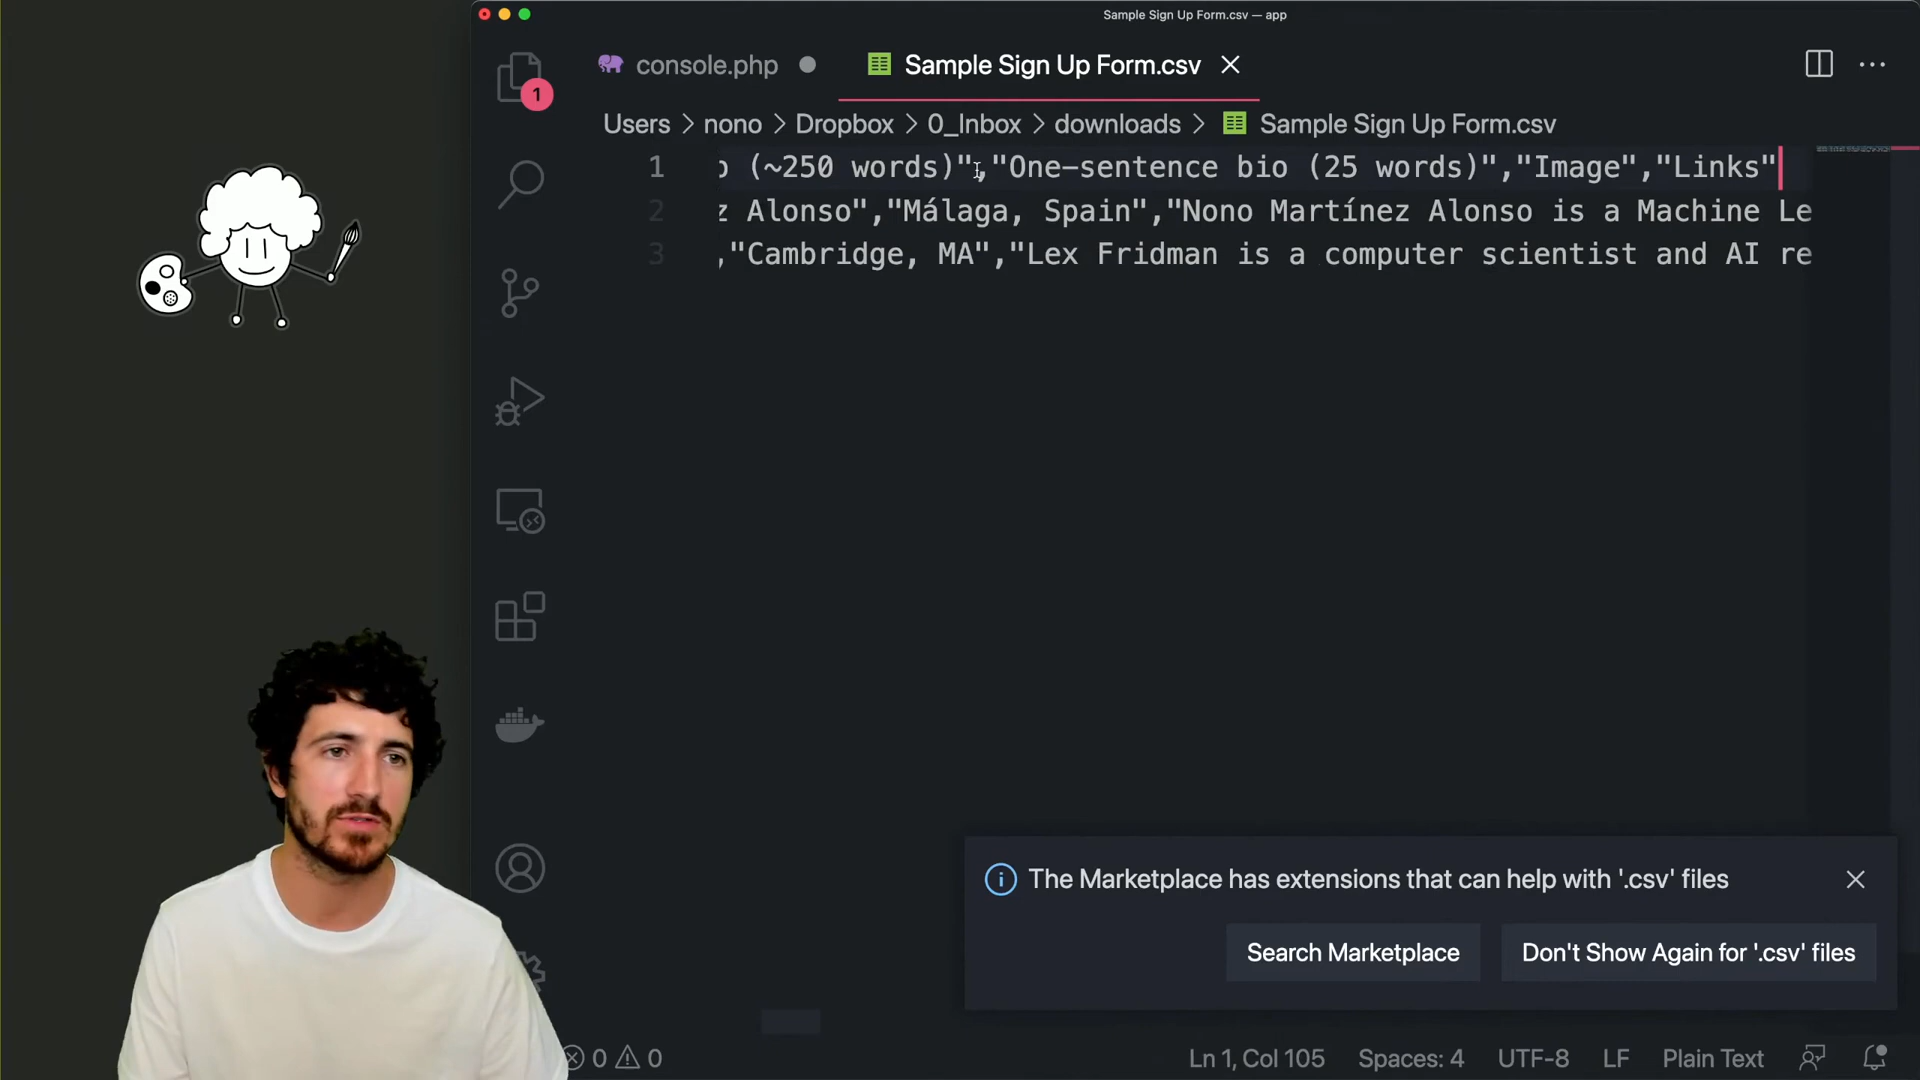 Sample Sign Up Form.csv — app
console.php
Sample Sign Up Form.csv
1
Users > nono > Dropbox > 0_Inbox > downloads > Sample Sign Up Form.csv
1 (~250 words)","One-sentence bio (25 words)","Image","Links"
2 z Alonso","Málaga, Spain","Nono Martínez Alonso is a Machine Le
3 ,"Cambridge, MA","Lex Fridman is a computer scientist and AI re
The Marketplace has extensions that can help with '.csv' files
Search Marketplace
Don't Show Again for '.csv' files
0 0
Ln 1, Col 105
Spaces: 4
UTF-8
LF
Plain Text